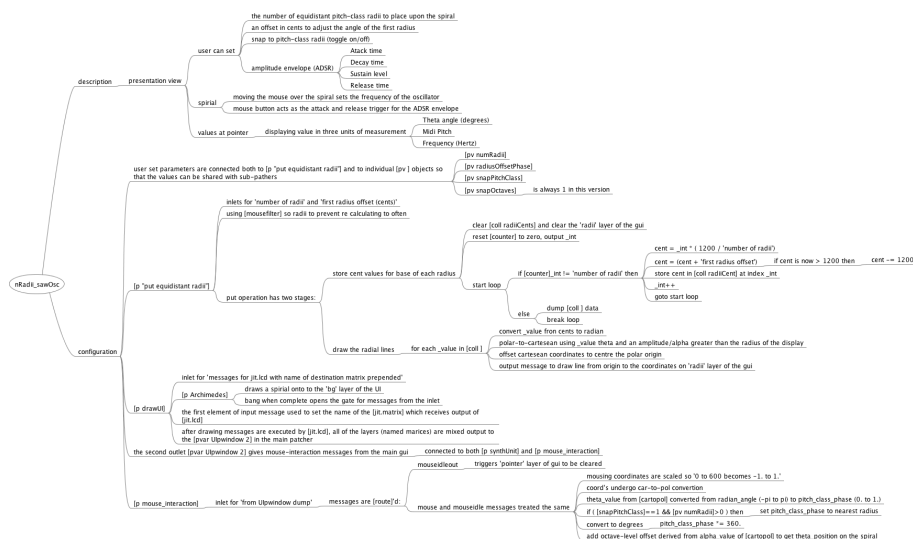 the number of equidistant pitch-class radii to place upon the spiral
an offset in cents to adjust the angle of the first radius
snap to pitch-class radii (toggle on/off)
user can set
Atack time
Decay time
amplitude envelope (ADSR)
Sustain level
Release time
description
presentation view
moving the mouse over the spiral sets the frequency of the oscillator
spirial
mouse button acts as the attack and release trigger for the ADSR envelope
Theta angle (degrees)
values at pointer
displaying value in three units of measurement
Midi Pitch
Frequency (Hertz)
[pv numRadii]
user set parameters are connected both to [p "put equidistant radii"] and to individual [pv ] objects so
that the values can be shared with sub-pathers
[pv radiusOffsetPhase]
[pv snapPitchClass]
[pv snapOctaves]
is always 1 in this version
inlets for 'number of radii' and 'first radius offset (cents)'
using [mousefilter] so radii to prevent re calculating to often
clear [coll radiiCents] and clear the 'radii' layer of the gui
reset [counter] to zero, output _int
store cent values for base of each radius
cent = _int * ( 1200 / 'number of radii')
cent = (cent + 'first radius offset')
if cent is now > 1200 then
cent -= 1200
if [counter]_int != 'number of radii' then
store cent in [coll radiiCent] at index _int
start loop
_int++
goto start loop
nRadii_sawOsc
[p "put equidistant radii"]
put operation has two stages:
dump [coll ] data
else
break loop
convert _value fron cents to radian
polar-to-cartesean using _value theta and an amplitude/alpha greater than the radius of the display
draw the radial lines
for each _value in [coll ]
offset cartesean coordinates to centre the polar origin
output message to draw line from origin to the coordinates on 'radii' layer of the gui
configuration
inlet for 'messages for jit.lcd with name of destination matrix prepended'
draws a spirial onto to the 'bg' layer of the UI
[p Archimedes]
bang when complete opens the gate for messages from the inlet
[p drawUI]
the first element of input message used to set the name of the [jit.matrix] which receives output of
[jit.lcd]
after drawing messages are executed by [jit.lcd], all of the layers (named marices) are mixed output to
the [pvar UIpwindow 2] in the main patcher
the second outlet [pvar UIpwindow 2] gives mouse-interaction messages from the main gui
connected to both [p synthUnit] and [p mouse_interaction]
mouseidleout
triggers 'pointer' layer of gui to be cleared
mousing coordinates are scaled so '0 to 600 becomes -1. to 1.'
coord's undergo car-to-pol convertion
[p mouse_interaction]
inlet for 'from UIpwindow dump'
messages are [route]'d:
theta_value from [cartopol] converted from radian_angle (-pi to pi) to pitch_class_phase (0. to 1.)
mouse and mouseidle messages treated the same
if ( [snapPitchClass]==1 && [pv numRadii]>0 ) then
set pitch_class_phase to nearest radius
convert to degrees
pitch_class_phase *= 360.
add octave-level offset derived from alpha_value of [cartopol] to get theta_position on the spiral